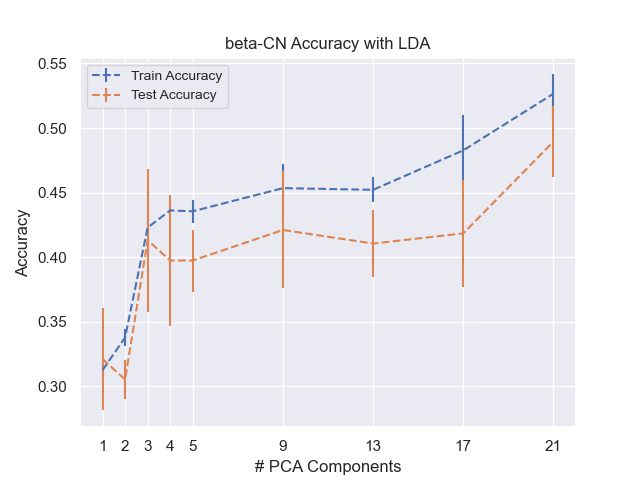 beta-CN Accuracy with LDA
0.55
0.50
0.45
0.40
0.35
0.30
Accuracy
Train Accuracy
Test Accuracy
1 2 3 4 5 9 13 17 21
# PCA Components